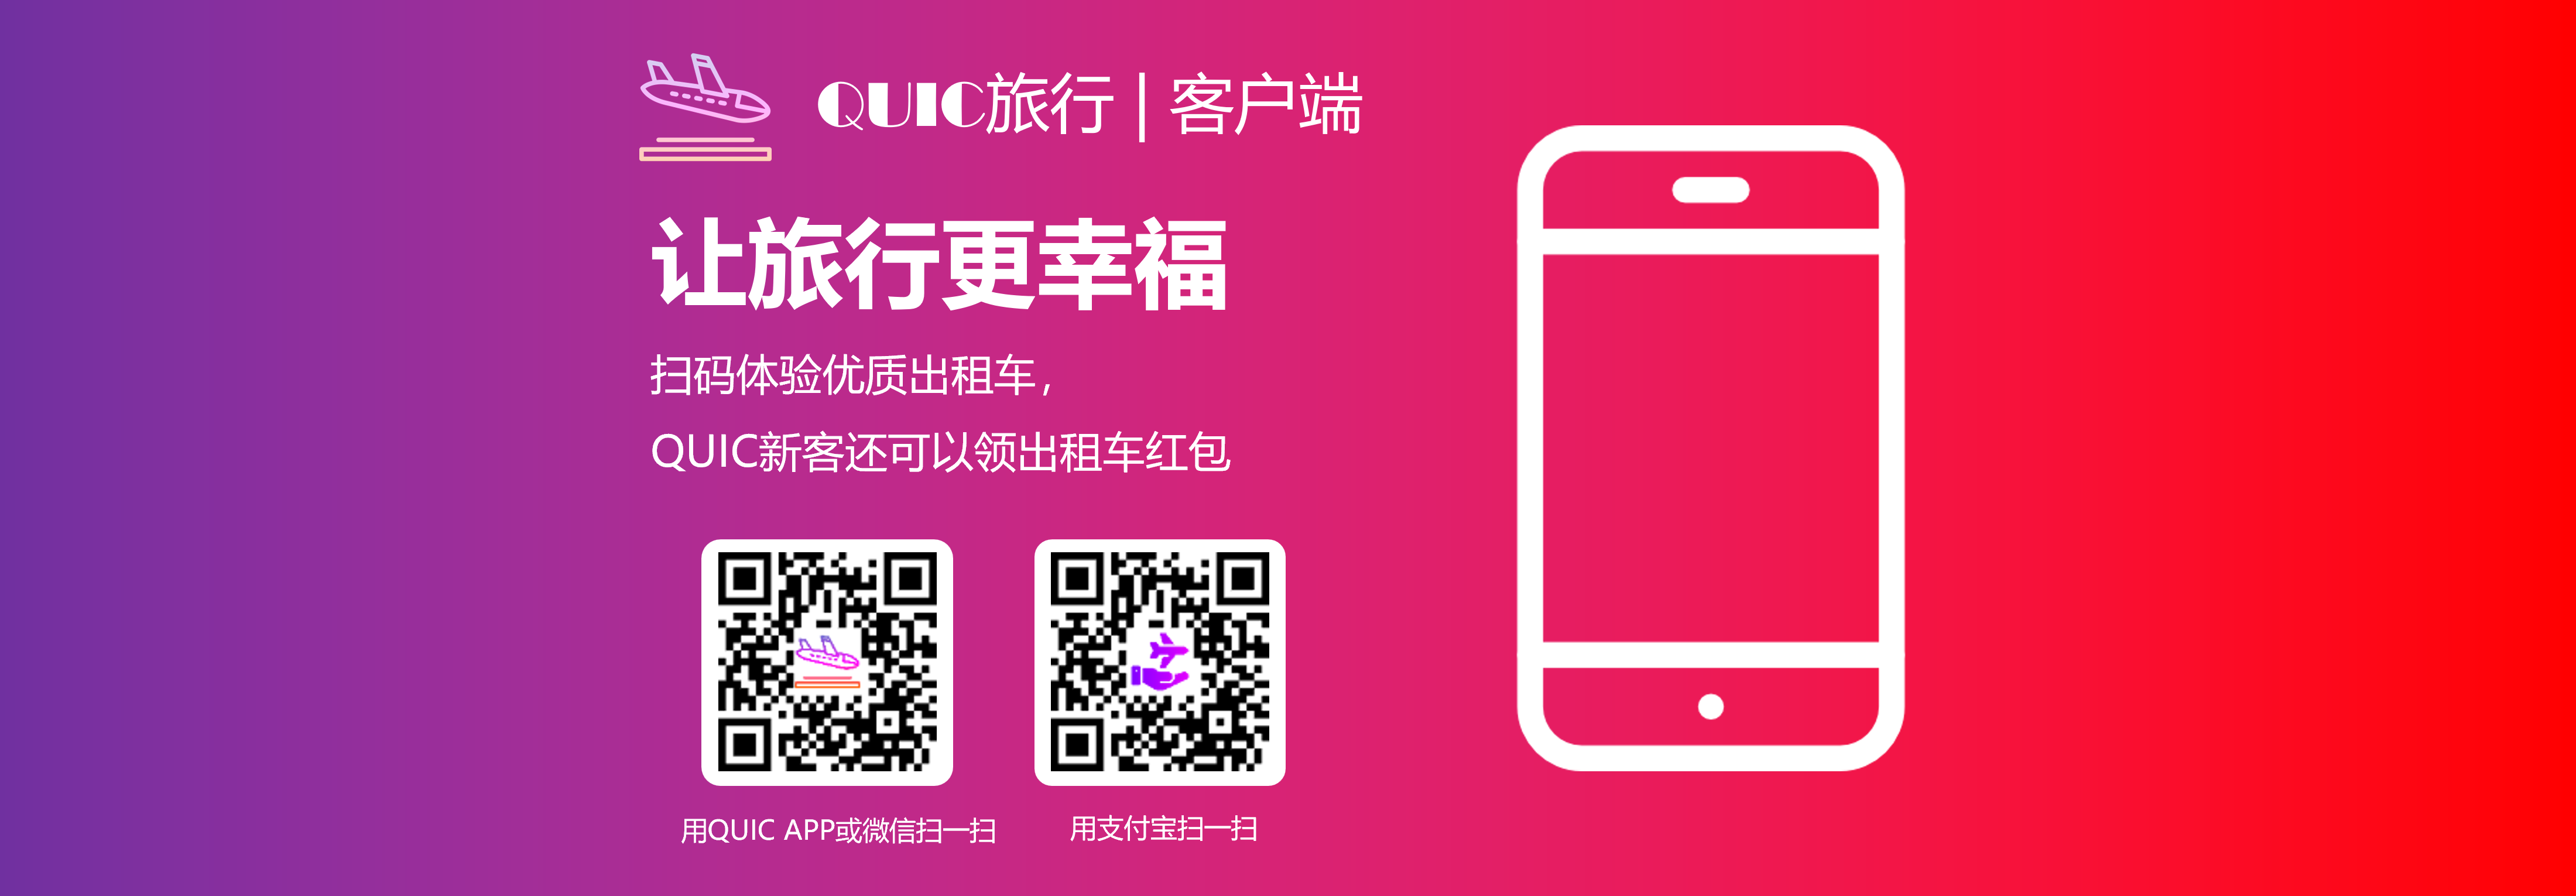 QUIC旅行 | 客户端
让旅行更幸福
扫码体验优质出租车，
QUIC新客还可以领出租车红包
用QUIC APP或微信扫一扫
用支付宝扫一扫